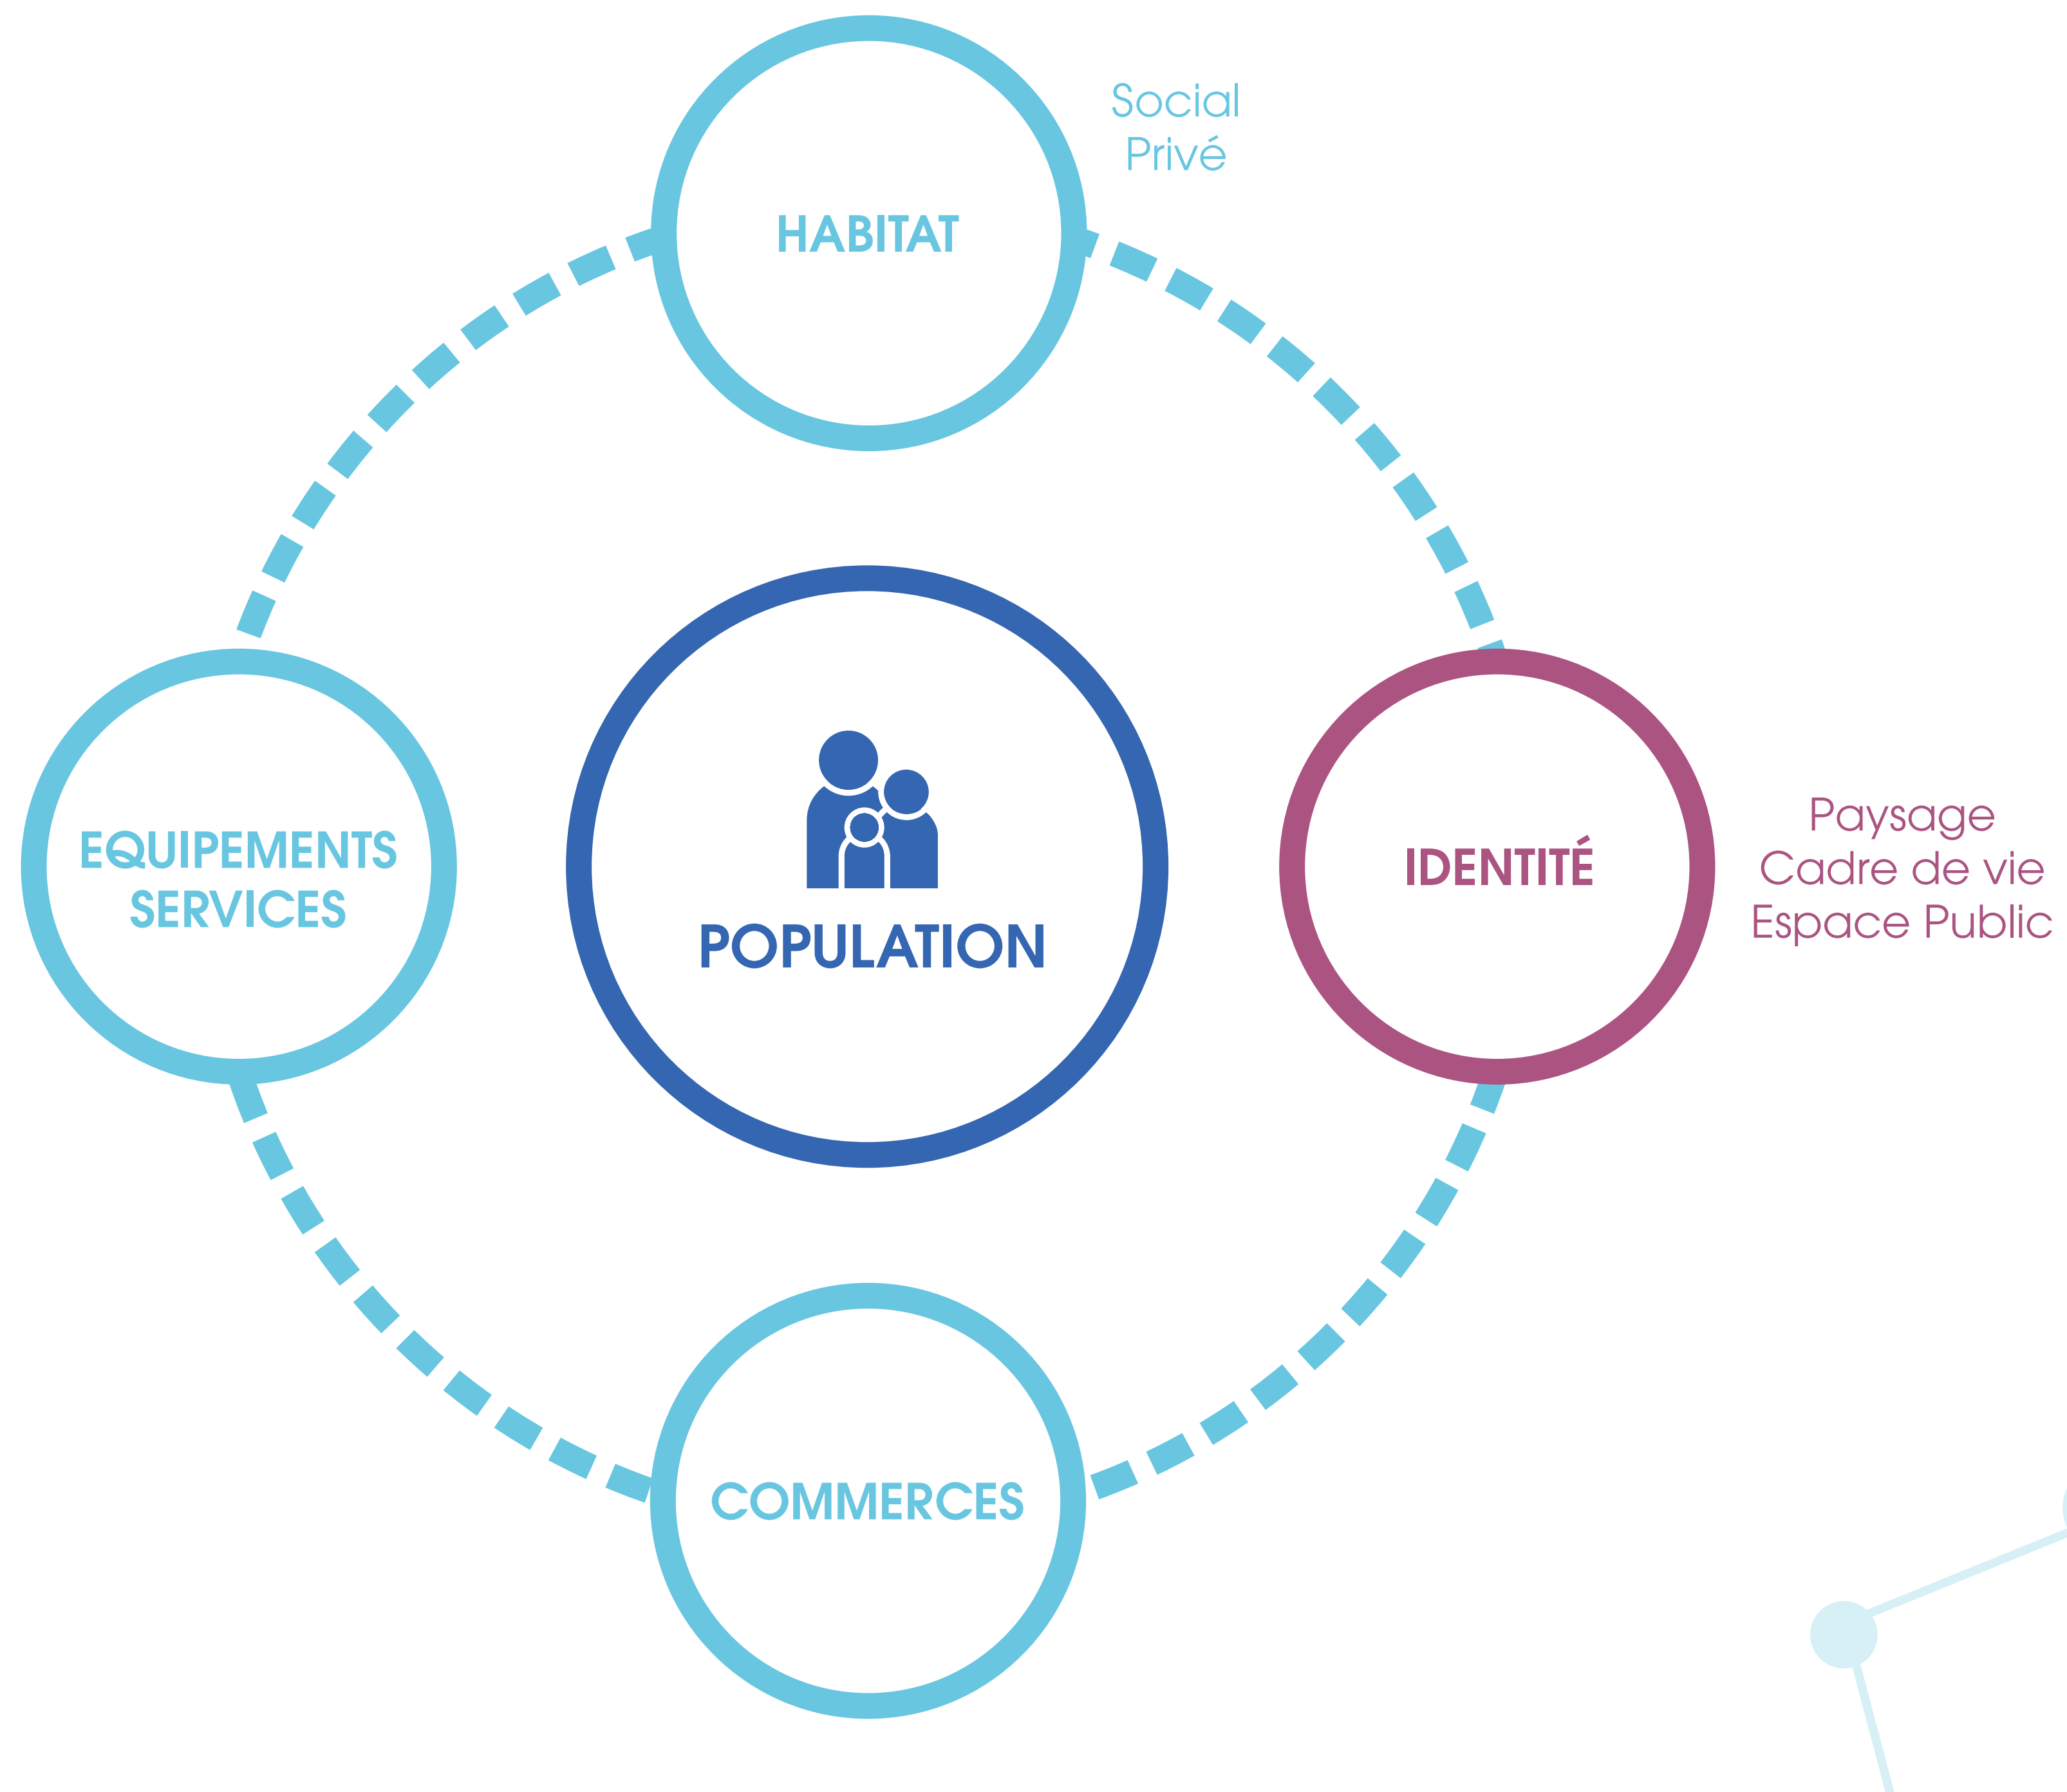 Social
Privé
HABITAT
EQUIPEMENTS
SERVICES
POPULATION
IDENTITÉ
Paysage
Cadre de vie
Espace Public
COMMERCES